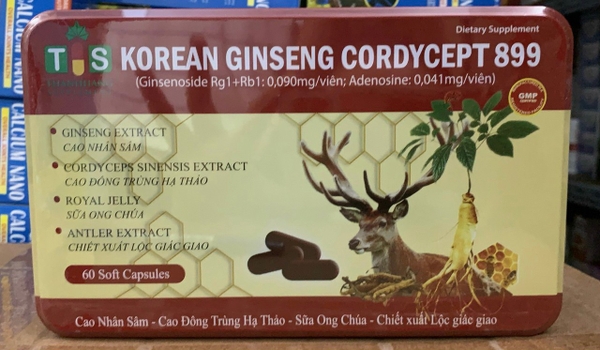 Dietary Supplement
TUS
KOREAN GINSENG CORDYCEPT 899
(Ginsenoside Rg1+Rb1: 0,090mg/viên; Adenosine: 0,041mg/viên)
GMP
GINSENG EXTRACT
CAO NHÂN SÂM
CORDYCEPS SINENSIS EXTRACT
CAO ĐÔNG TRÙNG HẠ THẢO
ROYAL JELLY
SỮA ONG CHÚA
ANTLER EXTRACT
CHIẾT XUẤT LỘC GIÁC GIAO
60 Soft Capsules
Cao Nhân Sâm - Cao Đông Trùng Hạ Thảo - Sữa Ong Chúa - Chiết xuất Lộc giác giao
CALCIUM NANO